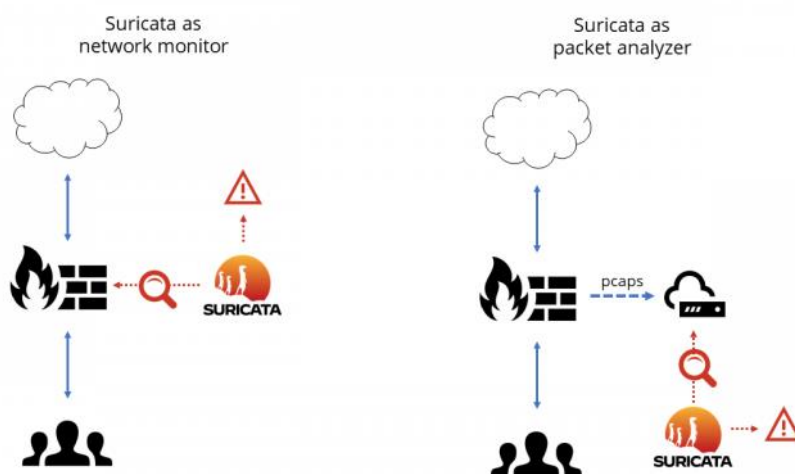 Suricata as
network monitor
SURICATA
Suricata as
packet analyzer
pcaps
SURICATA